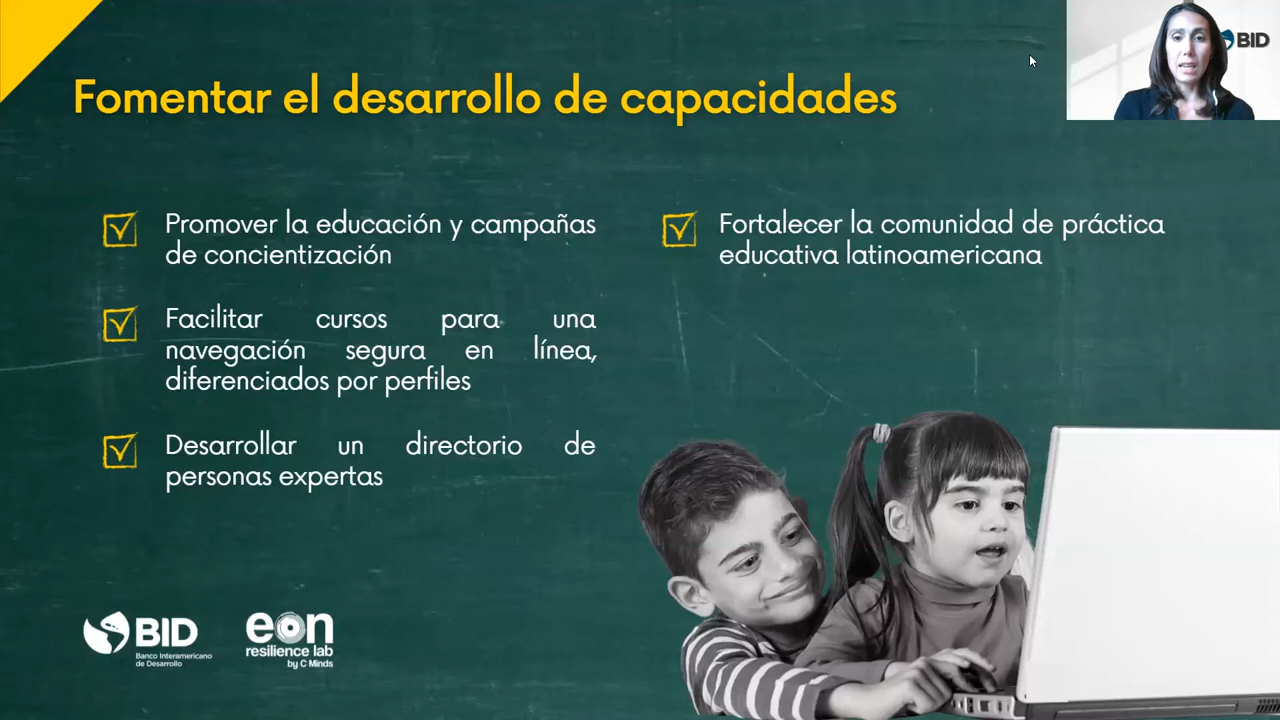 Fomentar el desarrollo de capacidades
BID
Promover la educación y campañas
de concientización
Facilitar cursos para una
navegación segura en línea,
diferenciados por perfiles
Desarrollar un directorio de
personas expertas
Fortalecer la comunidad de práctica
educativa latinoamericana
BID
Banco Interamericano
de Desarrollo
eon
resilience lab
by C Minds